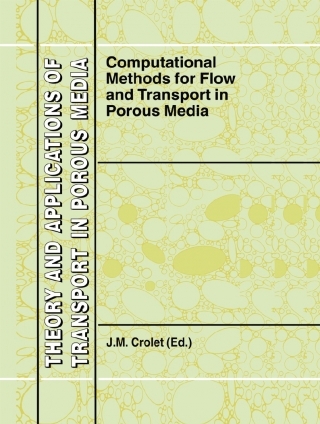 Computational
Methods for Flow
and Transport in
Porous Media
THEORY AND APPLICATIONS OF
TRANSPORT IN POROUS MEDIA
J.M. Crolet (Ed.)